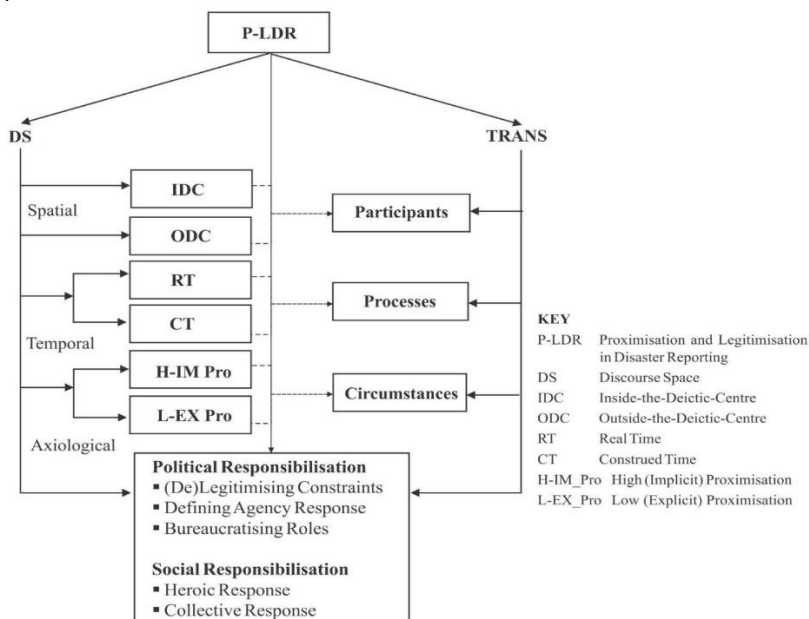 P-LDR
DS
TRANS
IDC
Spatial
Participants
ODC
RT
Processes
CT
Temporal
H-IM Pro
Circumstances
L-EX Pro
Axiological
Political Responsibilisation
▪ (De)Legitimising Constraints
▪ Defining Agency Response
▪ Bureaucratising Roles
Social Responsibilisation
▪ Heroic Response
▪ Collective Response
KEY
P-LDR Proximisation and Legitimisation
in Disaster Reporting
DS Discourse Space
IDC Inside-the-Deictic-Centre
ODC Outside-the-Deictic-Centre
RT Real Time
CT Construed Time
H-IM_Pro High (Implicit) Proximisation
L-EX_Pro Low (Explicit) Proximisation